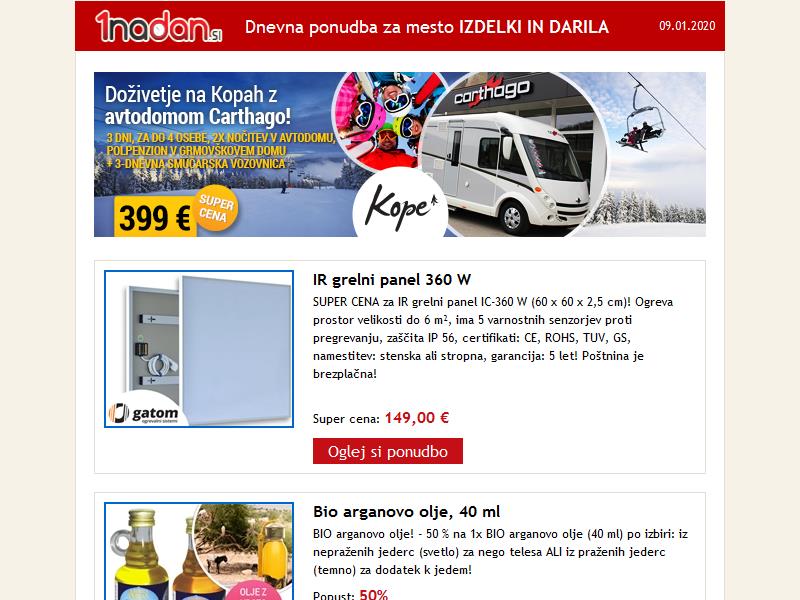 1nadan.si
Dnevna ponudba za mesto IZDELKI IN DARILA
09.01.2020
Doživetje na Kopah z
avtodomom Carthago!
3 DNI, ZA DO 4 OSEBE, 2X NOČITEV V AVTODOMU,
POLPENZION V GRMOVŠKOVEM DOMU
+ 3-DNEVNA SMUČARSKA VOZOVNICA
399 €
SUPER
CENA
Kope
carthago
IR grelni panel 360 W
SUPER CENA za IR grelni panel IC-360 W (60 x 60 x 2,5 cm)! Ogreva
prostor velikosti do 6 m², ima 5 varnostnih senzorjev proti
pregrevanju, zaščita IP 56, certifikati: CE, ROHS, TUV, GS,
namestitev: stenska ali stropna, garancija: 5 let! Poštnina je
brezplačna!
gatom
ogrevalni sistemi
Super cena: 149,00 €
Oglej si ponudbo
Bio arganovo olje, 40 ml
BIO arganovo olje! - 50 % na 1x BIO arganovo olje (40 ml) po izbiri: iz
nepraženih jederc (svetlo) za nego telesa ALI iz praženih jederc
(temno) za dodatek k jedem!
OLJE Z
Popust: 50%